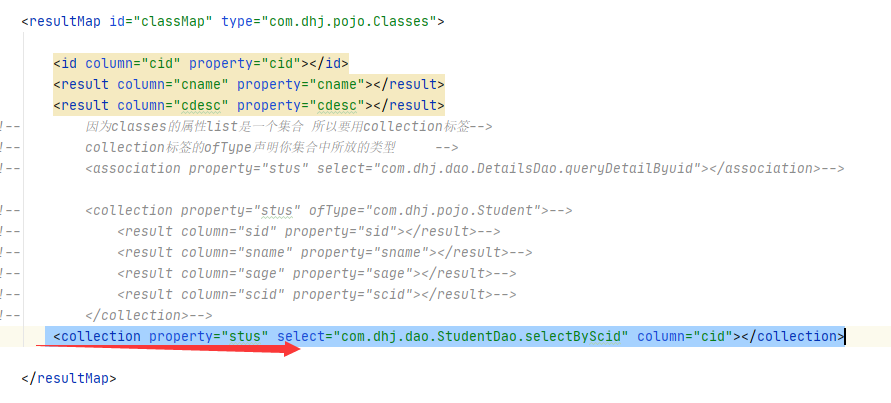 <resultMap id="classMap" type="com.dhj.pojo.Classes">
<id column="cid" property="cid"></id>
<result column="cname" property="cname"></result>
<result column="cdesc" property="cdesc"></result>
!-- 因为classes的属性list是一个集合 所以要用collection标签-->
!-- collection标签的ofType声明你集合中所放的类型 -->
!-- <association property="stus" select="com.dhj.dao.DetailsDao.queryDetailByuid"></association>-->
!-- <collection property="stus" ofType="com.dhj.pojo.Student">-->
!-- <result column="sid" property="sid"></result>-->
!-- <result column="sname" property="sname"></result>-->
!-- <result column="sage" property="sage"></result>-->
!-- <result column="scid" property="scid"></result>-->
!-- </collection>-->
<collection property="stus" select="com.dhj.dao.StudentDao.selectByScid" column="cid"></collection>
</resultMap>